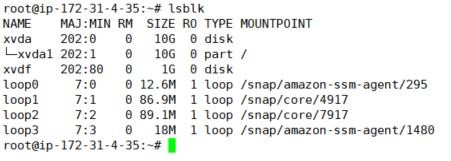 root@ip-172-31-4-35:~# lsblk
NAME    MAJ:MIN RM  SIZE RO TYPE MOUNTPOINT
xvda    202:0    0   10G  0 disk
└─xvda1 202:1    0   10G  0 part /
xvdf    202:80   0    1G  0 disk
loop0     7:0    0 12.6M  1 loop /snap/amazon-ssm-agent/295
loop1     7:1    0 86.9M  1 loop /snap/core/4917
loop2     7:2    0 89.1M  1 loop /snap/core/7917
loop3     7:3    0   18M  1 loop /snap/amazon-ssm-agent/1480
root@ip-172-31-4-35:~#